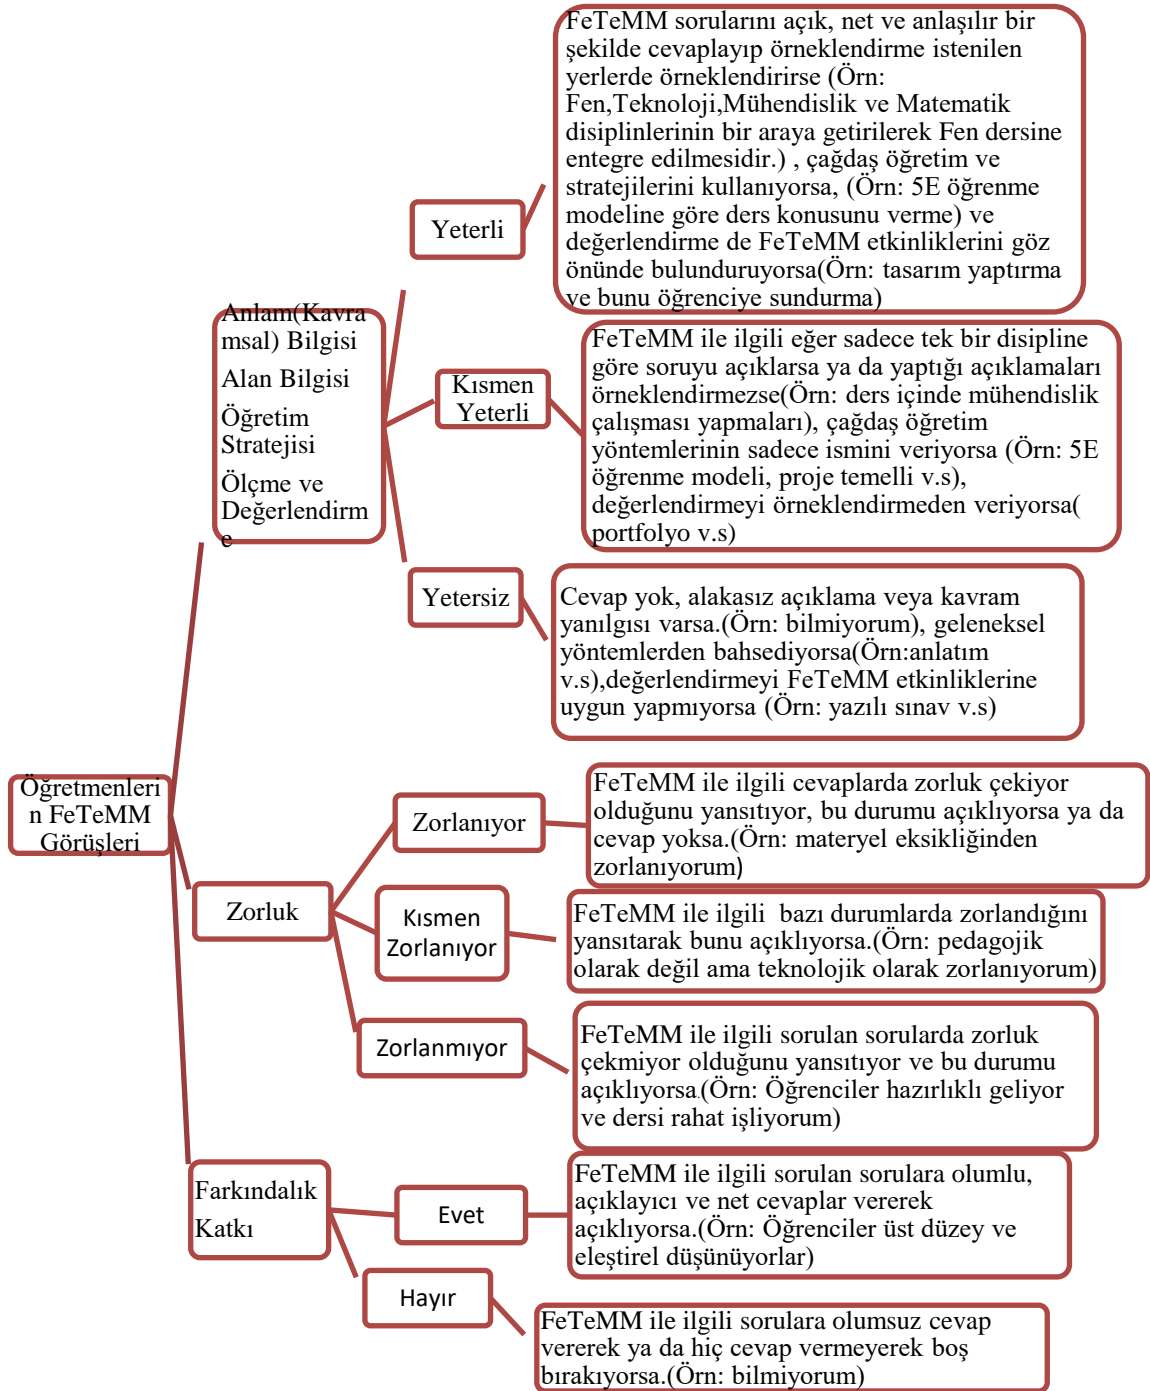 FeTeMM sorularını açık, net ve anlaşılır bir
şekilde cevaplayıp örneklendirme istenilen
yerlerde örneklendirirse (Örn:
Fen,Teknoloji,Mühendislik ve Matematik
disiplinlerinin bir araya getirilerek Fen dersine
entegre edilmesidir.) , çağdaş öğretim ve
stratejilerini kullanıyorsa, (Örn: 5E öğrenme
modeline göre ders konusunu verme) ve
değerlendirme de FeTeMM etkinliklerini göz
önünde bulunduruyorsa(Örn: tasarım yaptırma
ve bunu öğrenciye sundurma)
Yeterli
Anlam(Kavra
msal) Bilgisi
Alan Bilgisi
Öğretim
Stratejisi
Ölçme ve
Değerlendirm
e
Kısmen
Yeterli
FeTeMM ile ilgili eğer sadece tek bir disipline
göre soruyu açıklarsa ya da yaptığı açıklamaları
örneklendirmezse(Örn: ders içinde mühendislik
çalışması yapmaları), çağdaş öğretim
yöntemlerinin sadece ismini veriyorsa (Örn: 5E
öğrenme modeli, proje temelli v.s),
değerlendirmeyi örneklendirmeden veriyorsa(
portfolyo v.s)
Yetersiz
Cevap yok, alakasız açıklama veya kavram
yanılgısı varsa.(Örn: bilmiyorum), geleneksel
yöntemlerden bahsediyorsa(Örn:anlatım
v.s),değerlendirmeyi FeTeMM etkinliklerine
uygun yapmıyorsa (Örn: yazılı sınav v.s)
Öğretmenleri
n FeTeMM
Görüşleri
Zorlanıyor
FeTeMM ile ilgili cevaplarda zorluk çekiyor
olduğunu yansıtıyor, bu durumu açıklıyorsa ya da
cevap yoksa.(Örn: materyel eksikliğinden
zorlanıyorum)
Zorluk
Kısmen
Zorlanıyor
FeTeMM ile ilgili  bazı durumlarda zorlandığını
yansıtarak bunu açıklıyorsa.(Örn: pedagojik
olarak değil ama teknolojik olarak zorlanıyorum)
Zorlanmıyor
FeTeMM ile ilgili sorulan sorularda zorluk
çekmiyor olduğunu yansıtıyor ve bu durumu
açıklıyorsa.(Örn: Öğrenciler hazırlıklı geliyor
ve dersi rahat işliyorum)
Farkındalık
Katkı
Evet
FeTeMM ile ilgili sorulan sorulara olumlu,
açıklayıcı ve net cevaplar vererek
açıklıyorsa.(Örn: Öğrenciler üst düzey ve
eleştirel düşünüyorlar)
Hayır
FeTeMM ile ilgili sorulara olumsuz cevap
vererek ya da hiç cevap vermeyerek boş
bırakıyorsa.(Örn: bilmiyorum)